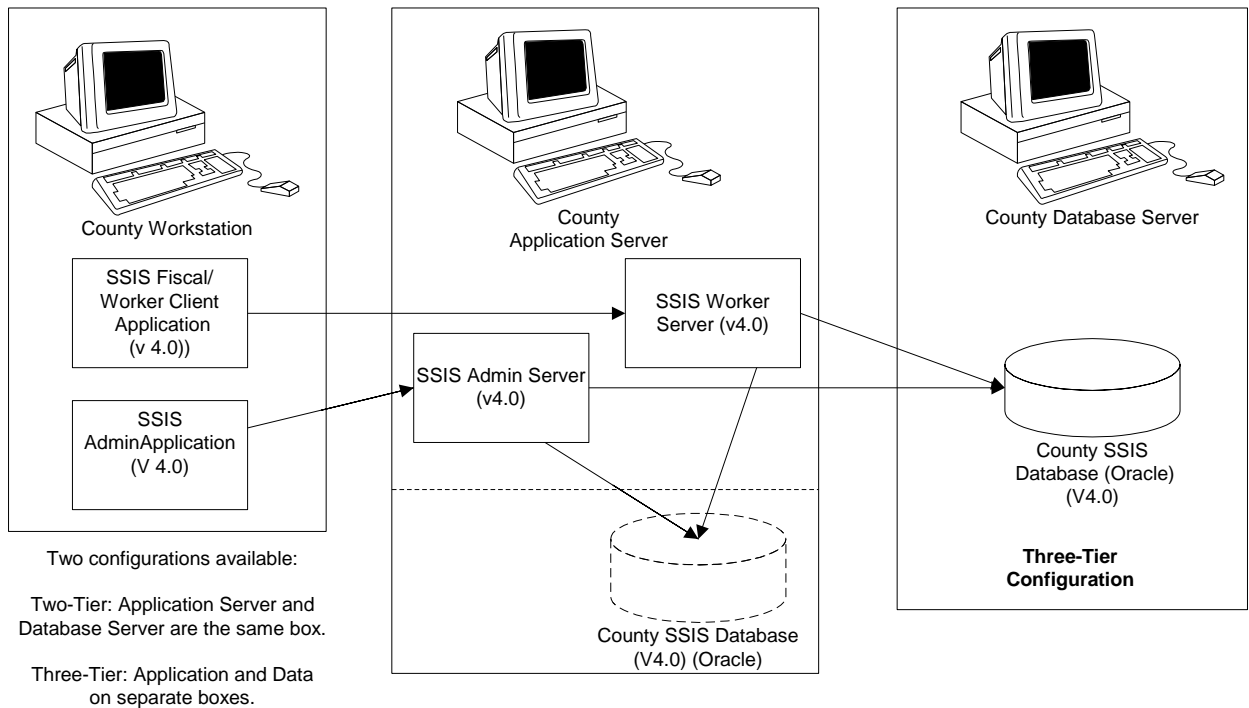 County Workstation
SSIS Fiscal/
Worker Client
Application
(v 4.0))
SSIS
AdminApplication
(V 4.0)
Two configurations available:
Two-Tier: Application Server and
Database Server are the same box.
Three-Tier: Application and Data
on separate boxes.
County
Application Server
SSIS Worker
Server (v4.0)
SSIS Admin Server
(v4.0)
County SSIS Database
(V4.0) (Oracle)
County Database Server
County SSIS
Database (Oracle)
(V4.0)
Three-Tier
Configuration